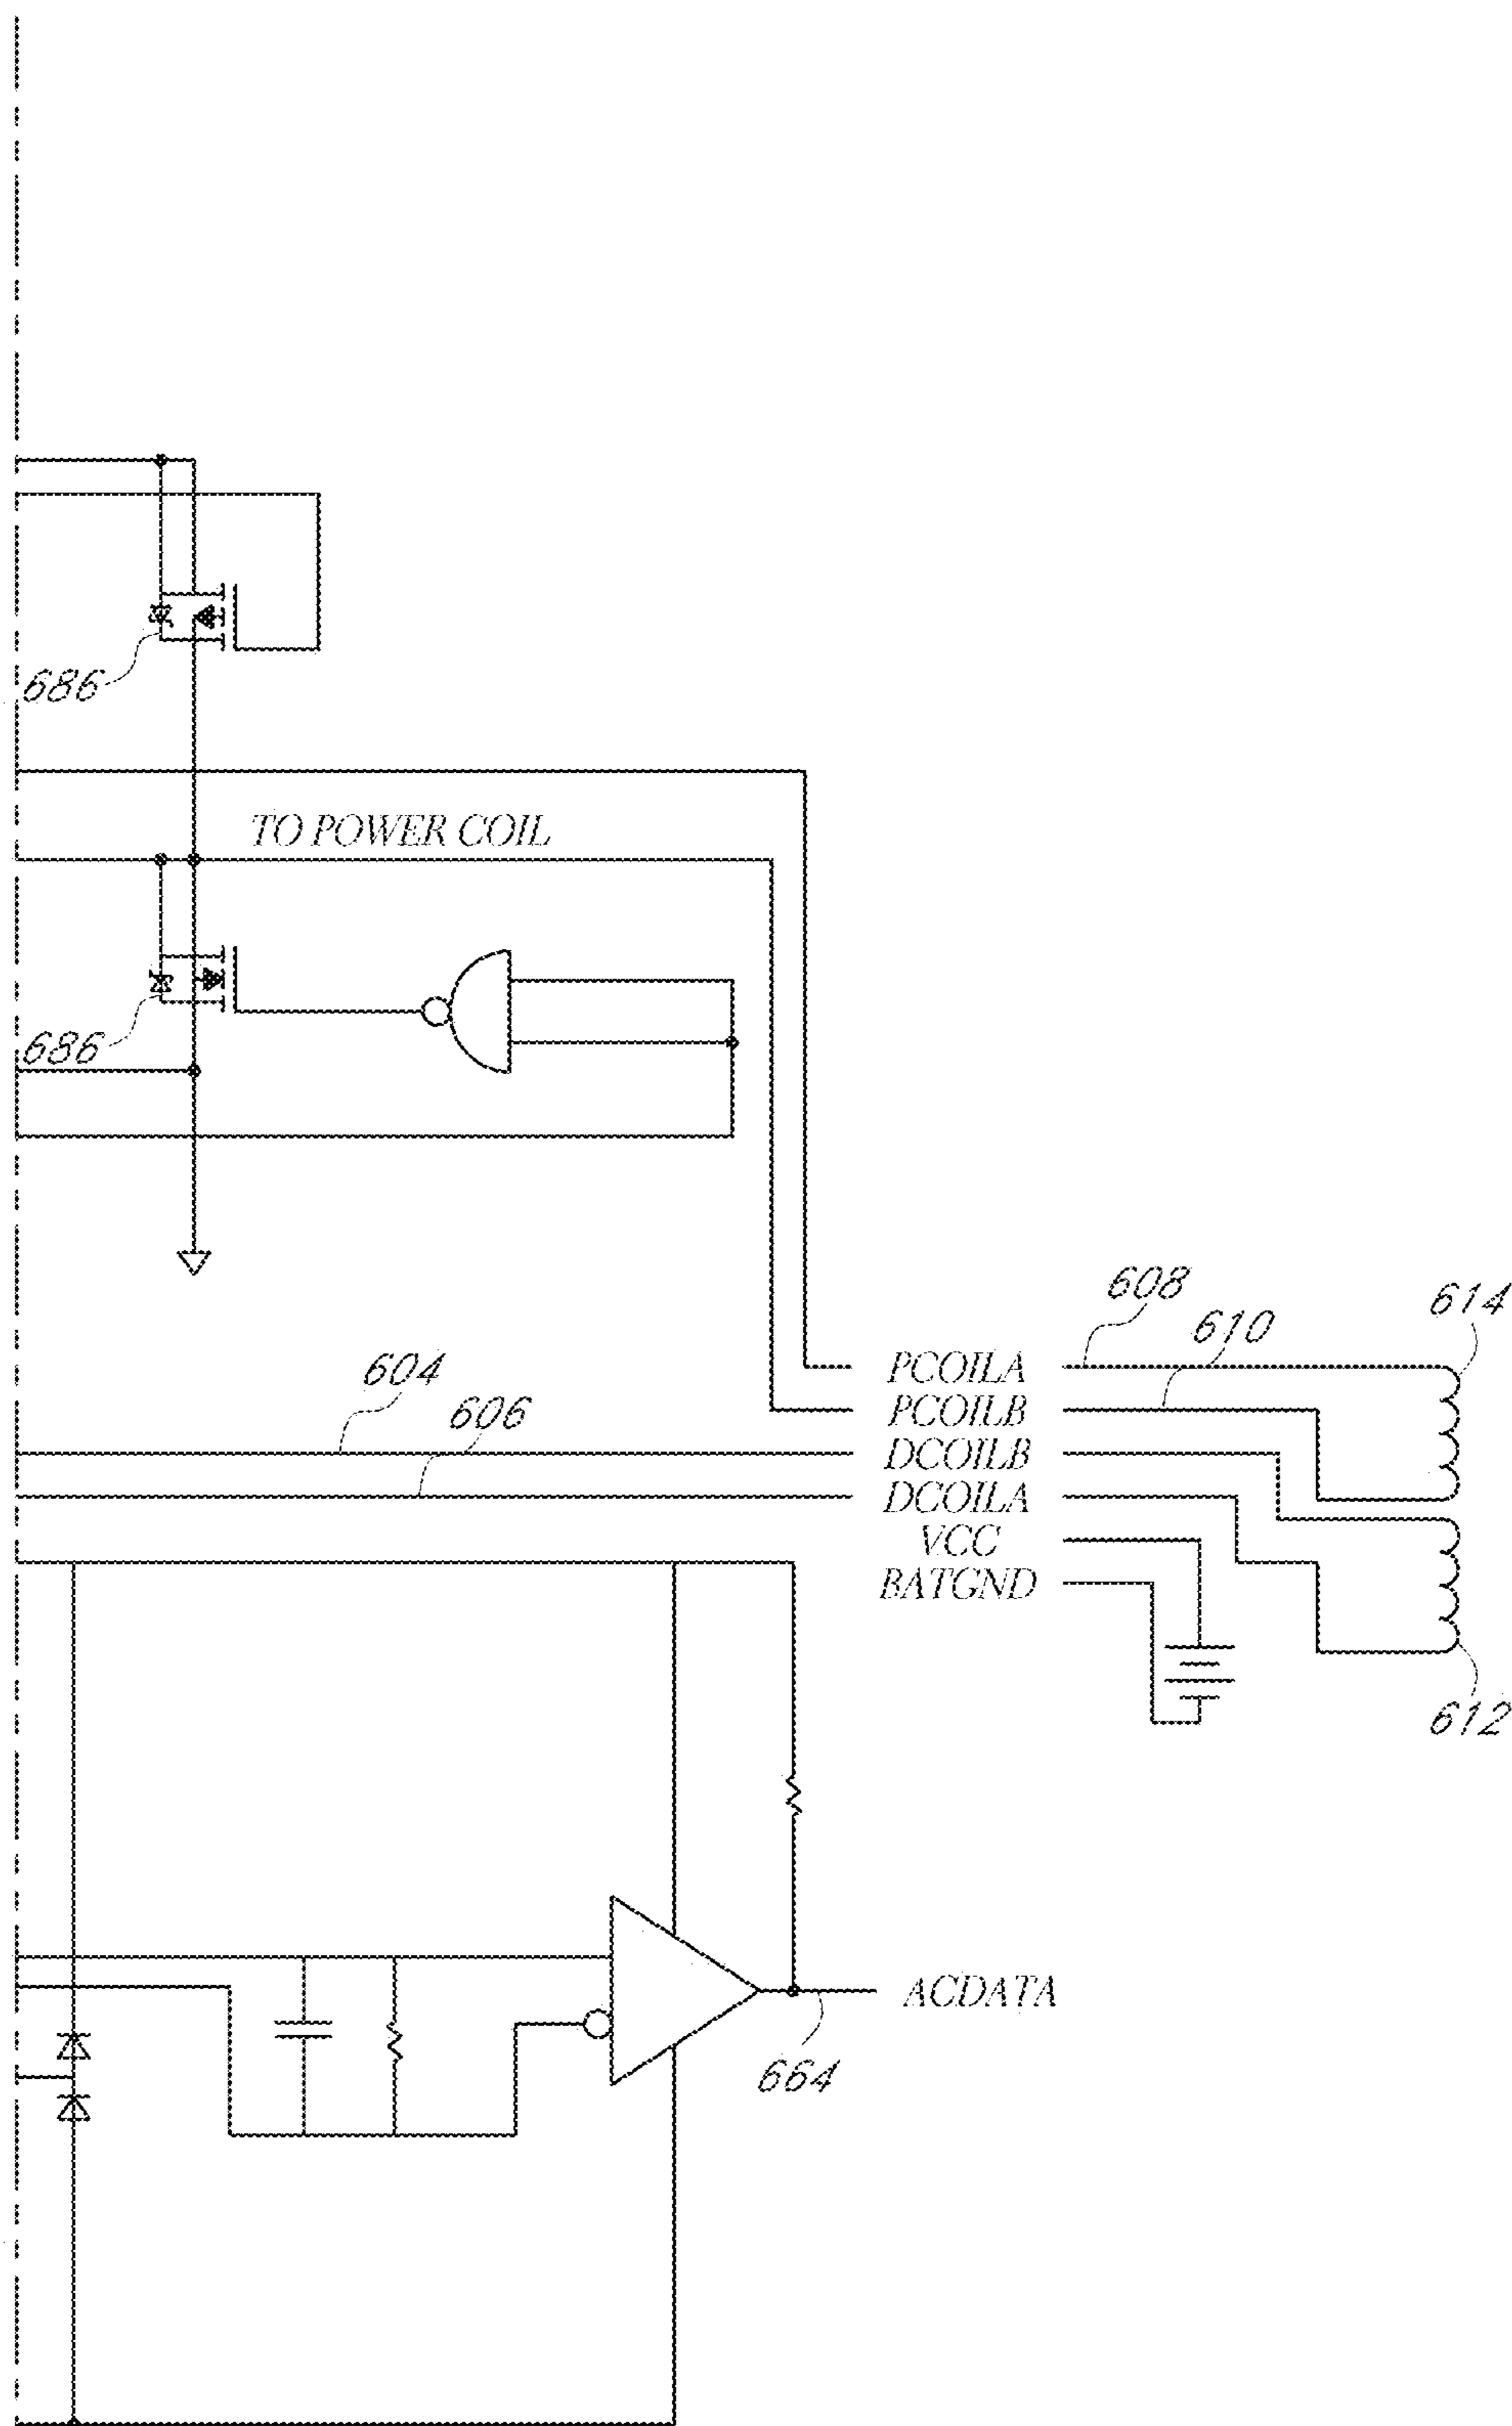 686
TO POWER COIL
686
608
614
610
604
PCOILA
606
PCOILB
DCOILB
DCOILA
VCC
BATGND
612
ACDATA
664